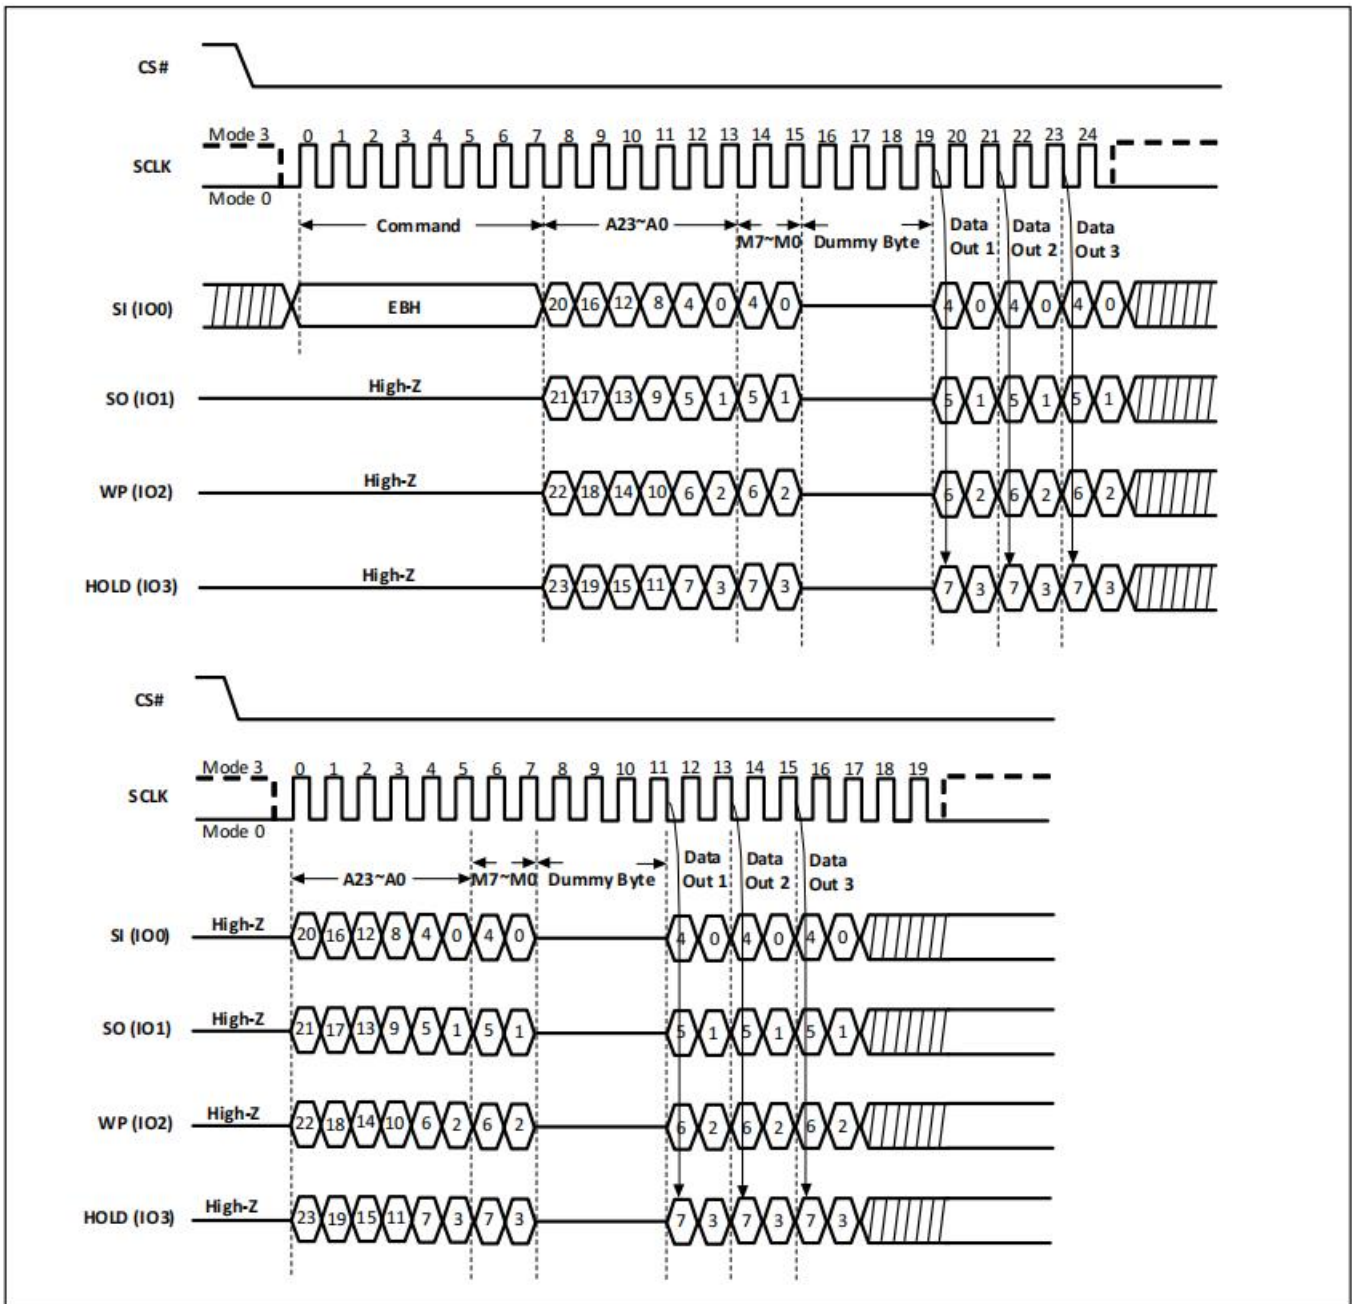 CS#
Mode 3 0 1 2 3 4 5 6 7 8 9 10 11 12 13 14 15 16 17 18 19 20 21 22 23 24
SCLK
Mode 0
Command A23~A0 M7~M0 Dummy Byte Data Out 1 Data Out 2 Data Out 3
SI (IO0) EBH 20 16 12 8 4 0 4 0 4 0 4 0 4 0
SO (IO1) High-Z 21 17 13 9 5 1 5 1 5 1 5 1 5 1
WP (IO2) High-Z 22 18 14 10 6 2 6 2 6 2 6 2 6 2
HOLD (IO3) High-Z 23 19 15 11 7 3 7 3 7 3 7 3 7 3
CS#
Mode 3 0 1 2 3 4 5 6 7 8 9 10 11 12 13 14 15 16 17 18 19
SCLK
Mode 0
A23~A0 M7~M0 Dummy Byte Data Out 1 Data Out 2 Data Out 3
SI (IO0) High-Z 20 16 12 8 4 0 4 0 4 0 4 0 4 0
SO (IO1) High-Z 21 17 13 9 5 1 5 1 5 1 5 1 5 1
WP (IO2) High-Z 22 18 14 10 6 2 6 2 6 2 6 2 6 2
HOLD (IO3) High-Z 23 19 15 11 7 3 7 3 7 3 7 3 7 3